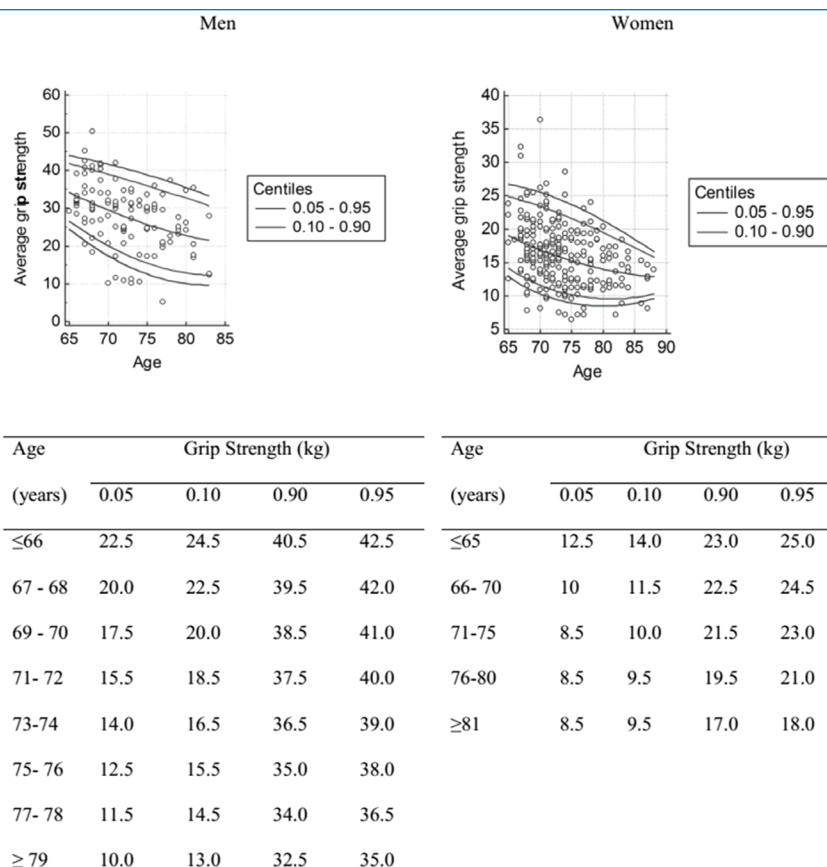 Men
Women
60
50
40
30
20
10
0
Average grip strength
65 70 75 80 85
Age
Centiles
0.05 - 0.95
0.10 - 0.90
40
35
30
25
20
15
10
5
Average grip strength
65 70 75 80 85 90
Age
Centiles
0.05 - 0.95
0.10 - 0.90
Age Grip Strength (kg)
(years) 0.05 0.10 0.90 0.95
≤66 22.5 24.5 40.5 42.5
67 - 68 20.0 22.5 39.5 42.0
69 - 70 17.5 20.0 38.5 41.0
71- 72 15.5 18.5 37.5 40.0
73-74 14.0 16.5 36.5 39.0
75- 76 12.5 15.5 35.0 38.0
77- 78 11.5 14.5 34.0 36.5
≥ 79 10.0 13.0 32.5 35.0
Age Grip Strength (kg)
(years) 0.05 0.10 0.90 0.95
≤65 12.5 14.0 23.0 25.0
66- 70 10 11.5 22.5 24.5
71-75 8.5 10.0 21.5 23.0
76-80 8.5 9.5 19.5 21.0
≥81 8.5 9.5 17.0 18.0